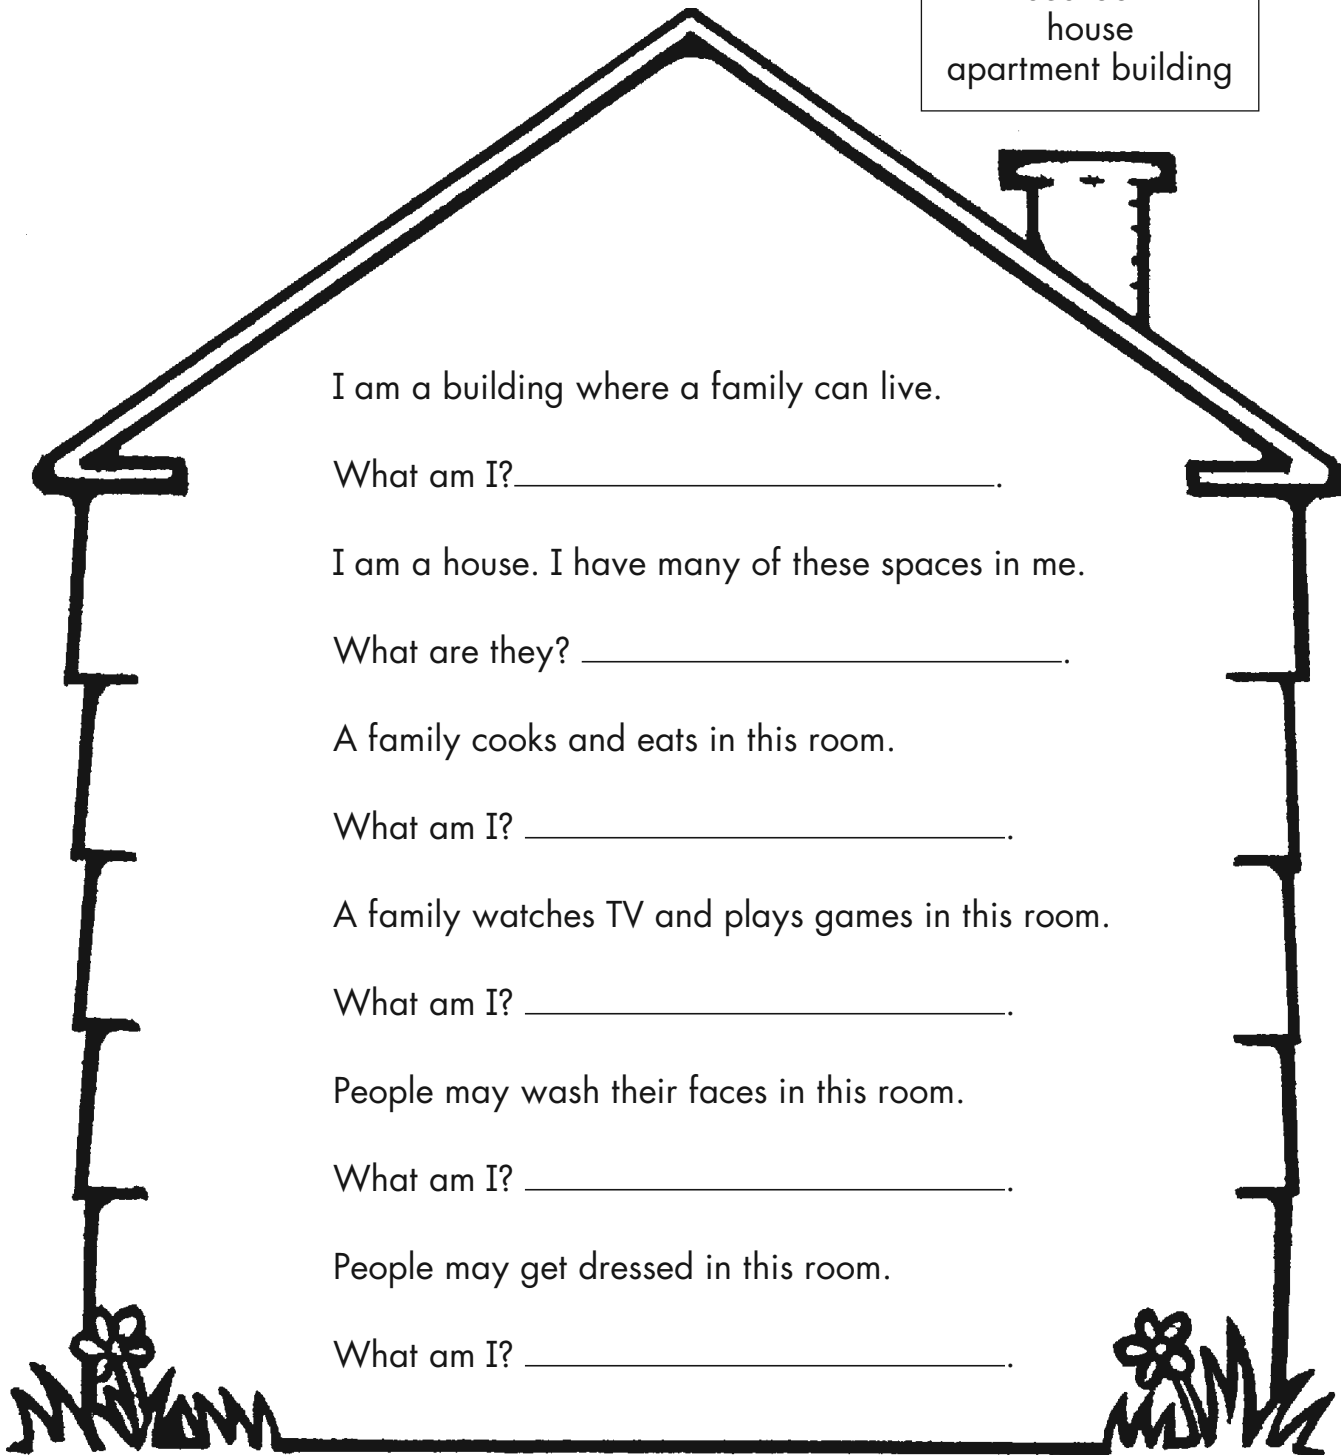 house
apartment building
I am a building where a family can live.
What am I? .
I am a house. I have many of these spaces in me.
What are they? .
A family cooks and eats in this room.
What am I? .
A family watches TV and plays games in this room.
What am I? .
People may wash their faces in this room.
What am I? .
People may get dressed in this room.
What am I? .